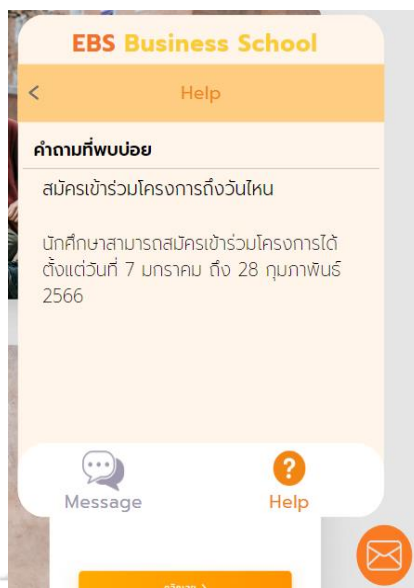 EBS Business School
< Help
คำถามที่พบบ่อย
สมัครเข้าร่วมโครงการถึงวันไหน
นักศึกษาสามารถสมัครเข้าร่วมโครงการได้
ตั้งแต่วันที่ 7 มกราคม ถึง 28 กุมภาพันธ์
2566
Message
Help